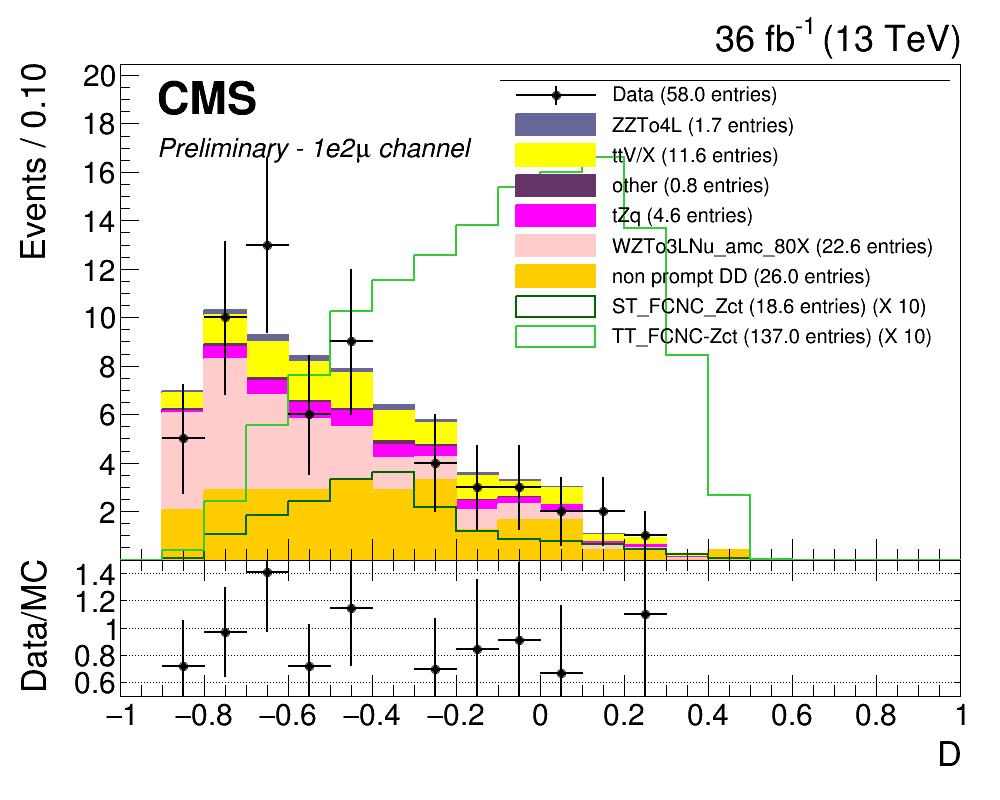 36 fb-1 (13 TeV)
Events / 0.10
20
18
16
14
12
10
8
6
4
2
CMS
Preliminary - 1e2μ channel
Data (58.0 entries)
ZZTo4L (1.7 entries)
ttV/X (11.6 entries)
other (0.8 entries)
tZq (4.6 entries)
WZTo3LNu_amc_80X (22.6 entries)
non prompt DD (26.0 entries)
ST_FCNC_Zct (18.6 entries) (X 10)
TT_FCNC-Zct (137.0 entries) (X 10)
Data/MC
1.4
1.2
1
0.8
0.6
−1 −0.8 −0.6 −0.4 −0.2 0 0.2 0.4 0.6 0.8 1
D